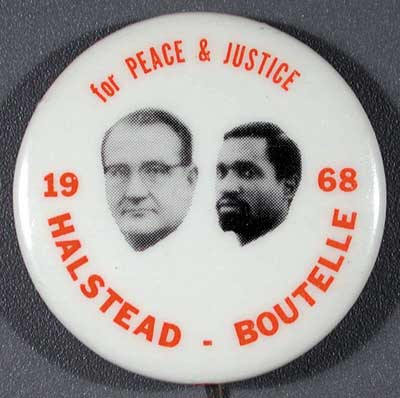 for PEACE & JUSTICE
19 68
HALSTEAD - BOUTELLE